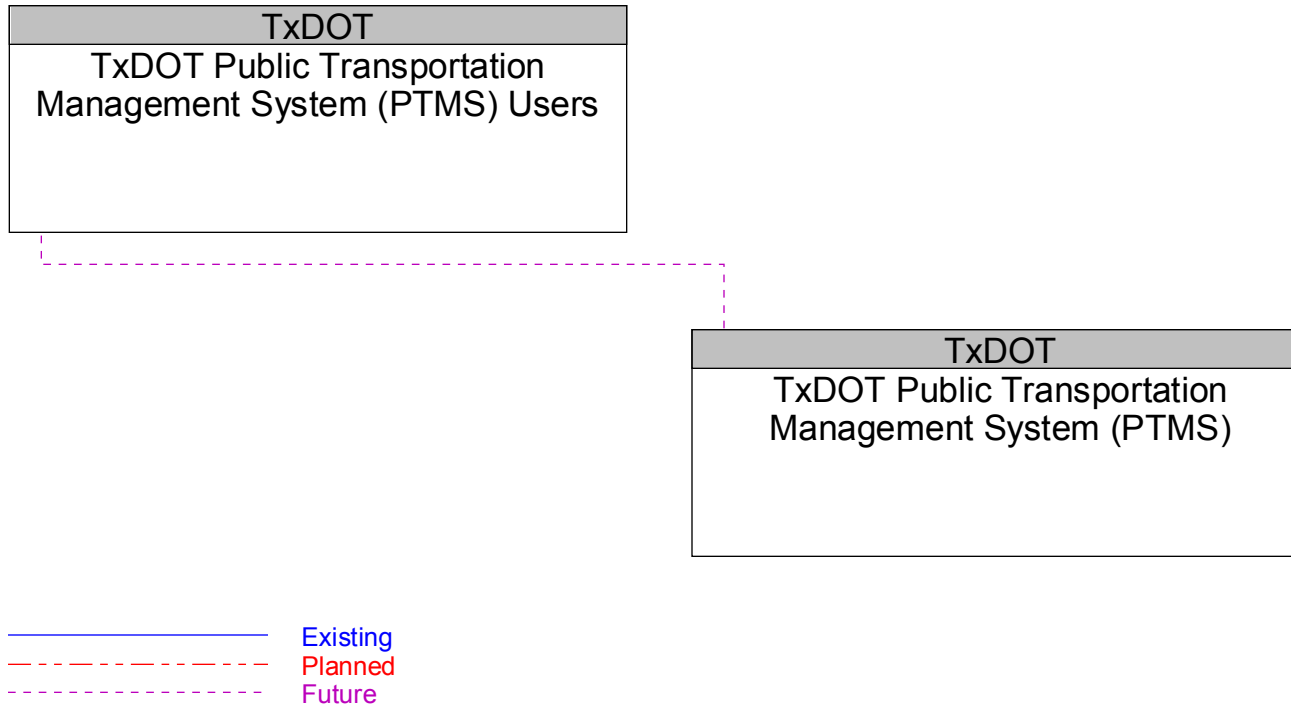 TxDOT
TxDOT Public Transportation
Management System (PTMS) Users
TxDOT
TxDOT Public Transportation
Management System (PTMS)
Existing
Planned
Future